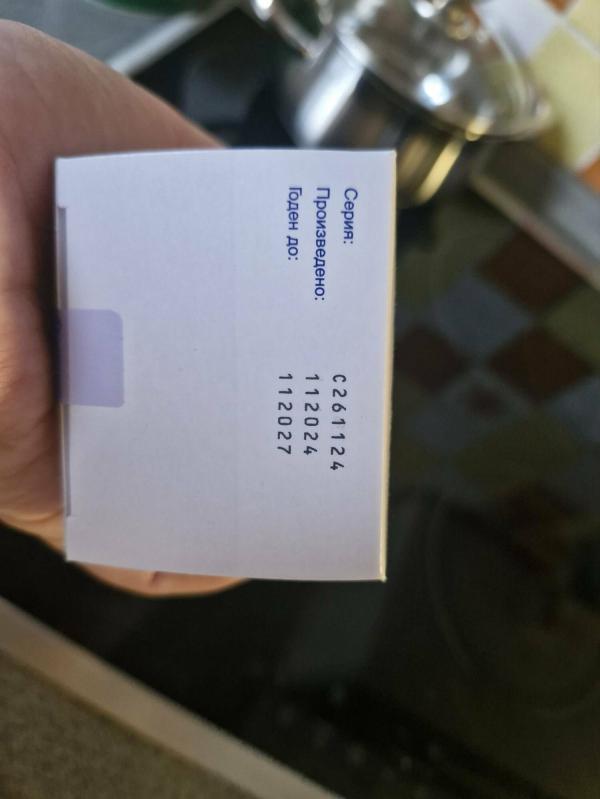 Серия: C261124
Произведено: 112024
Годен до: 112027